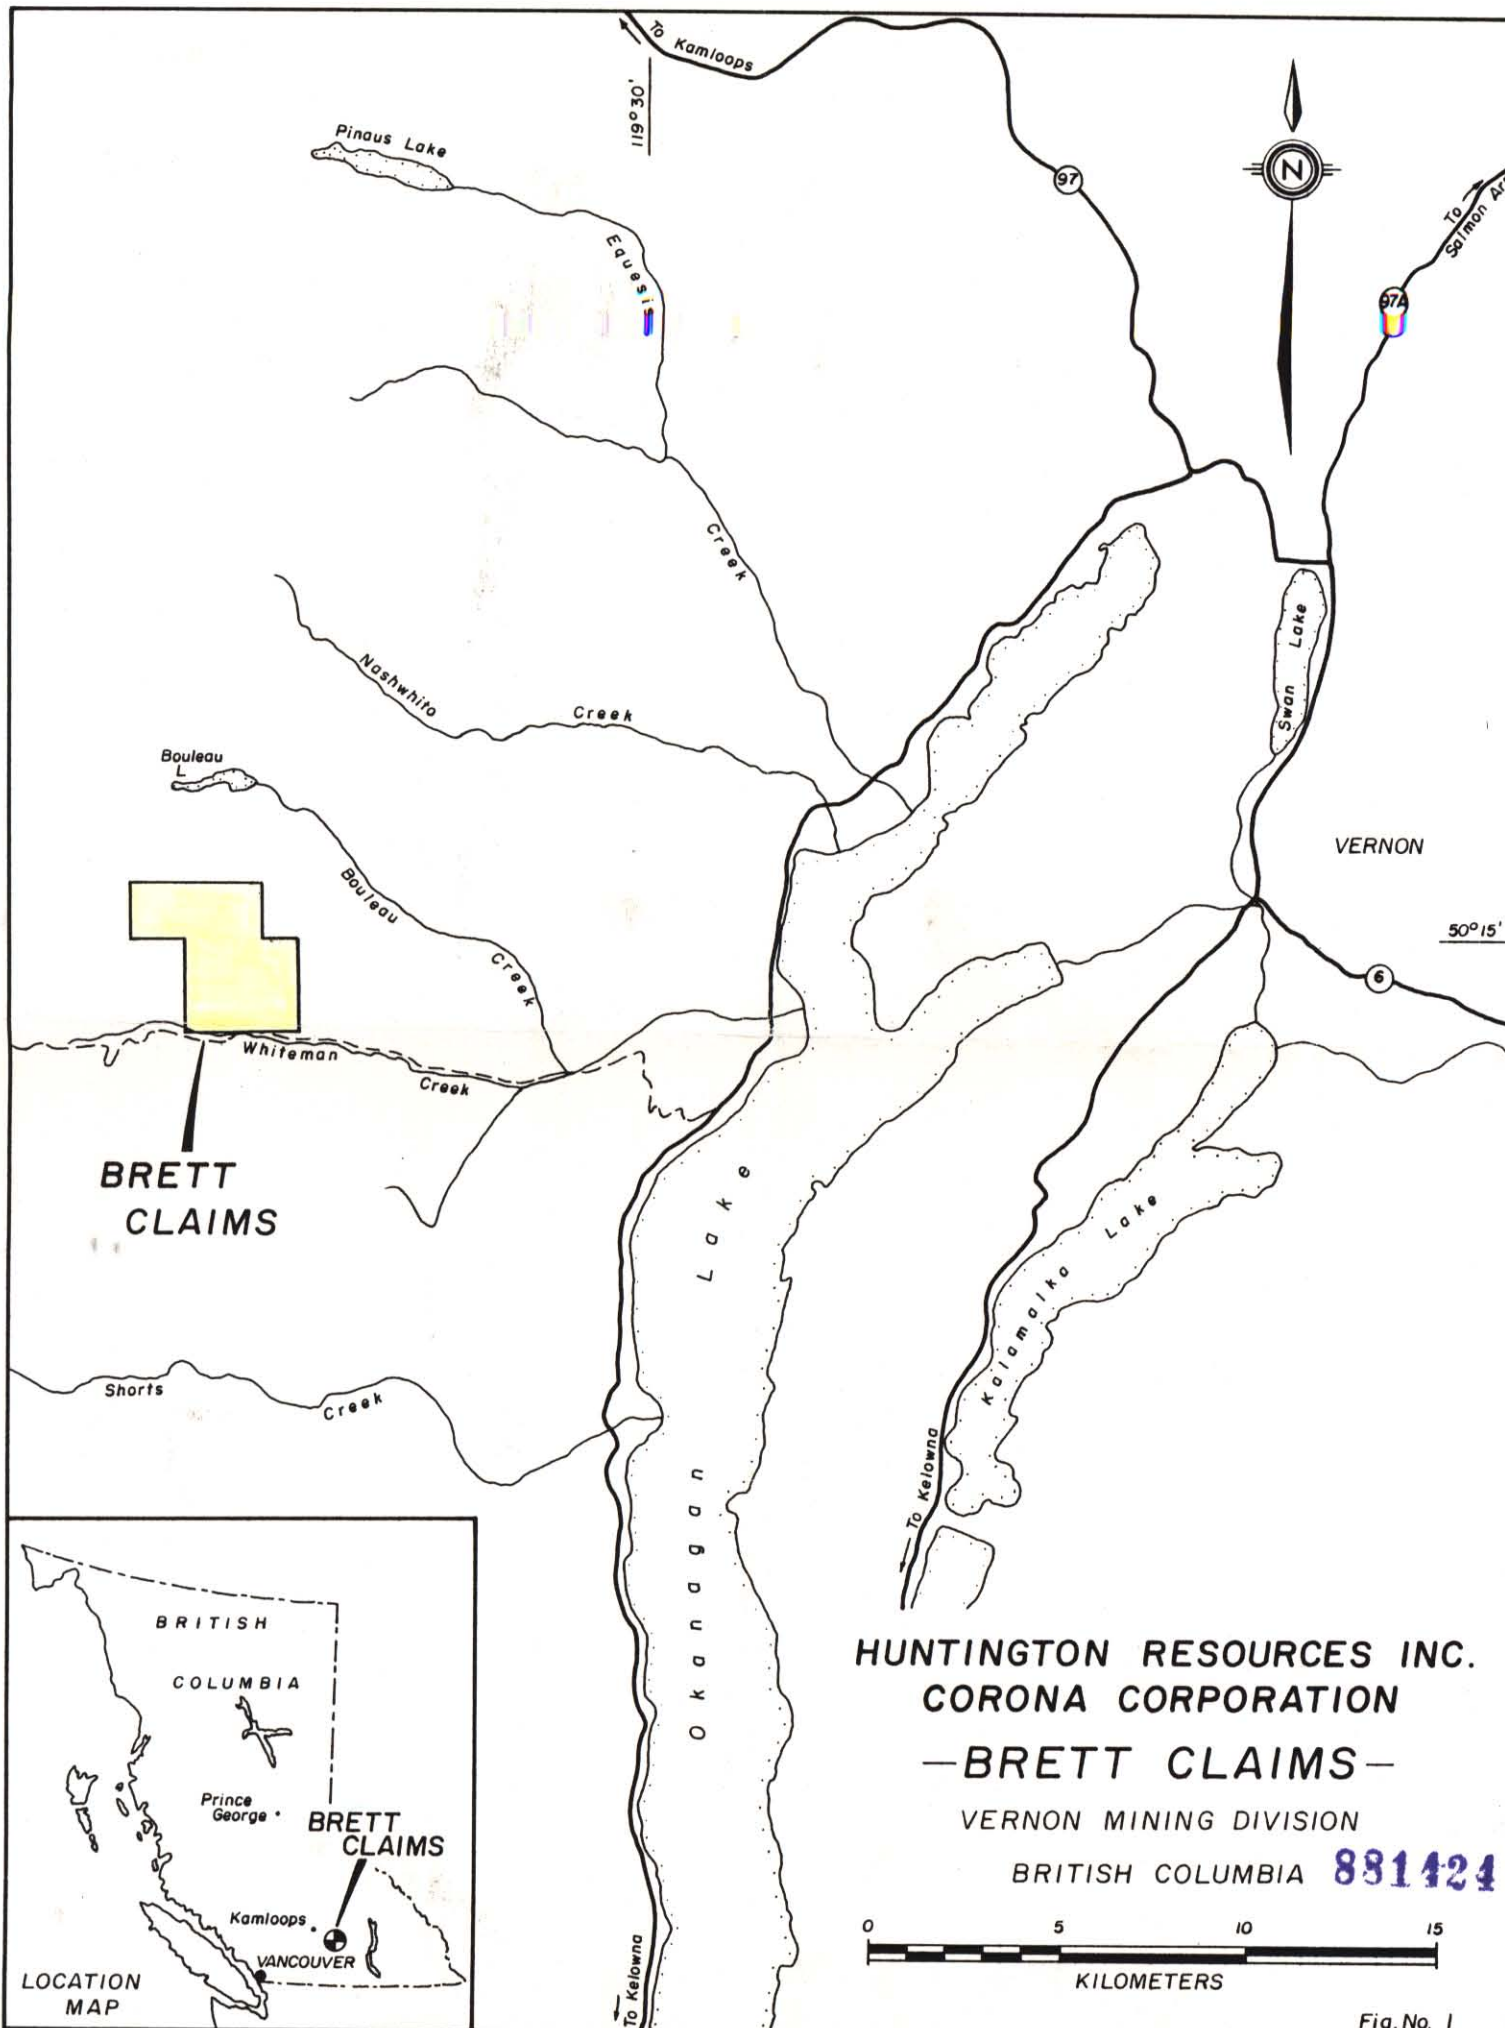 To Kamloops
119° 30'
Pinaus Lake
97
N
To
Salmon Ar
Equesis
97A
Creek
Swan Lake
Nashwhito Creek
Bouleau
L
VERNON
Bouleau
Creek
50° 15'
6
Whiteman
Creek
BRETT
CLAIMS
Okanagan Lake
Kalamalka Lake
Shorts
Creek
To Kelowna
BRITISH
COLUMBIA
Prince
George
BRETT
CLAIMS
Kamloops
VANCOUVER
LOCATION
MAP
To Kelowna
HUNTINGTON RESOURCES INC.
CORONA CORPORATION
—BRETT CLAIMS—
VERNON MINING DIVISION
BRITISH COLUMBIA 881424
0 5 10 15
KILOMETERS
Fig. No. 1